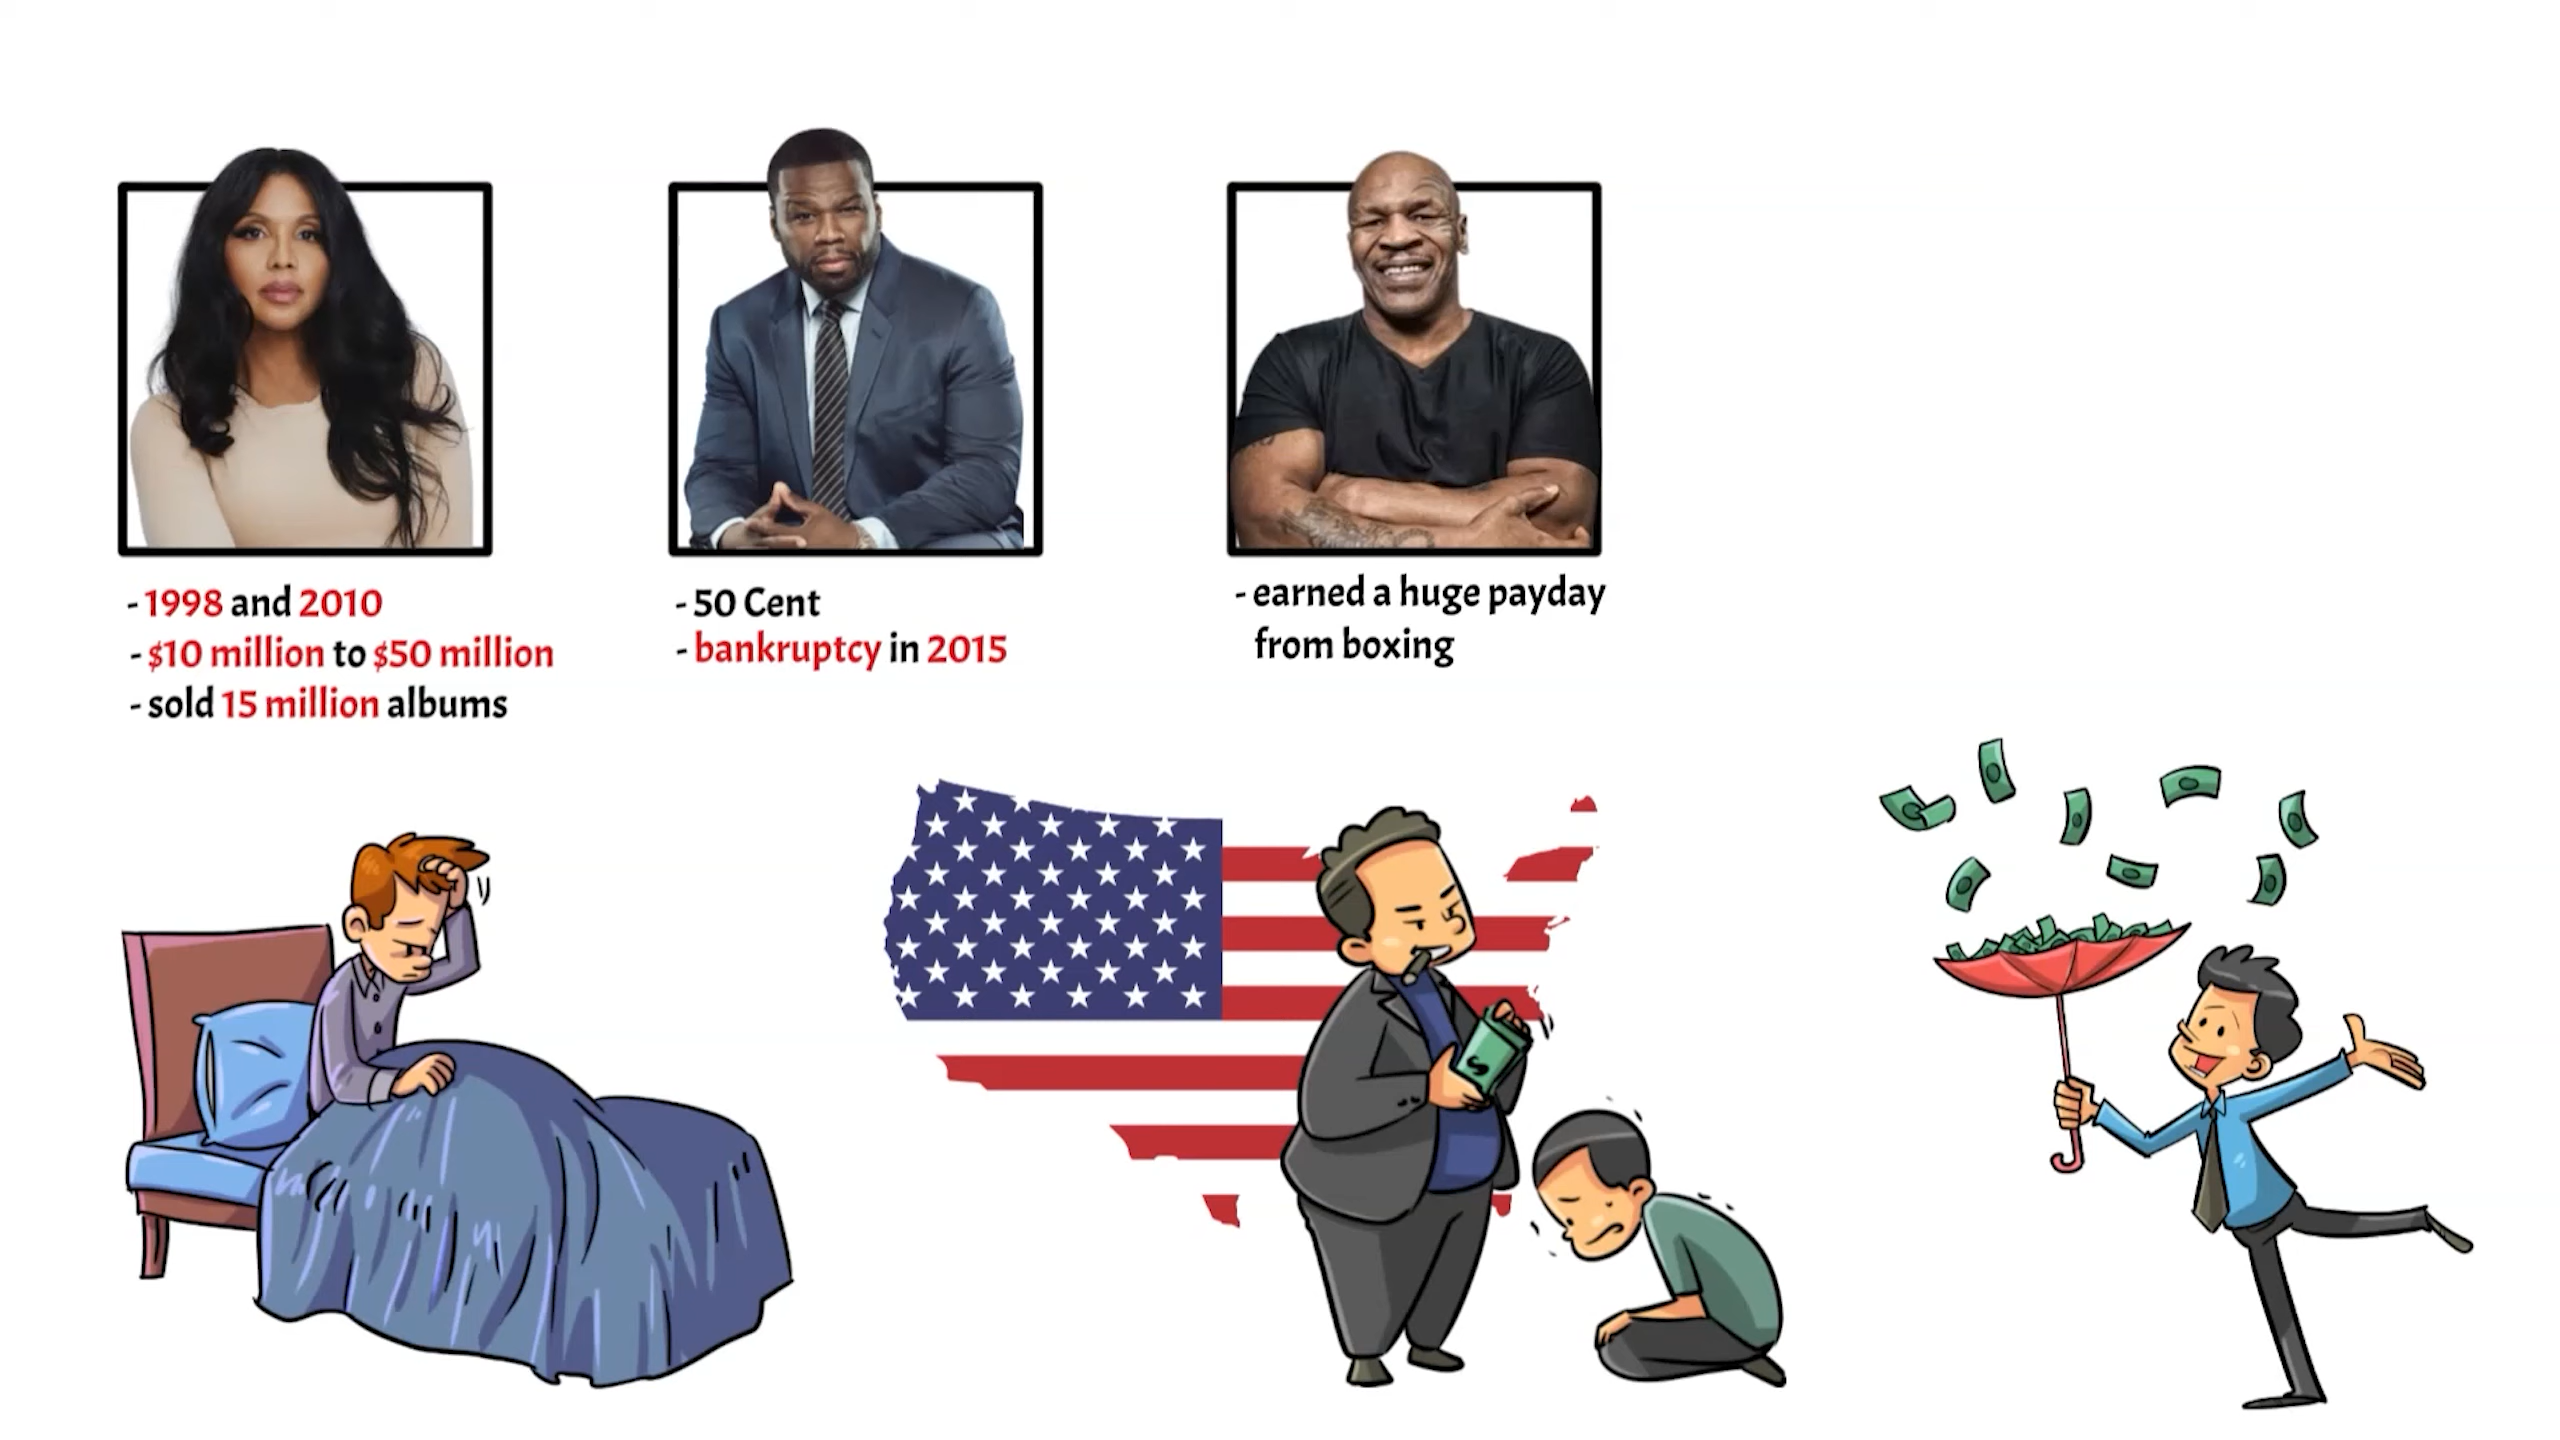 - 1998 and 2010
- $10 million to $50 million
- sold 15 million albums
- 50 Cent
- bankruptcy in 2015
- earned a huge payday
from boxing
$